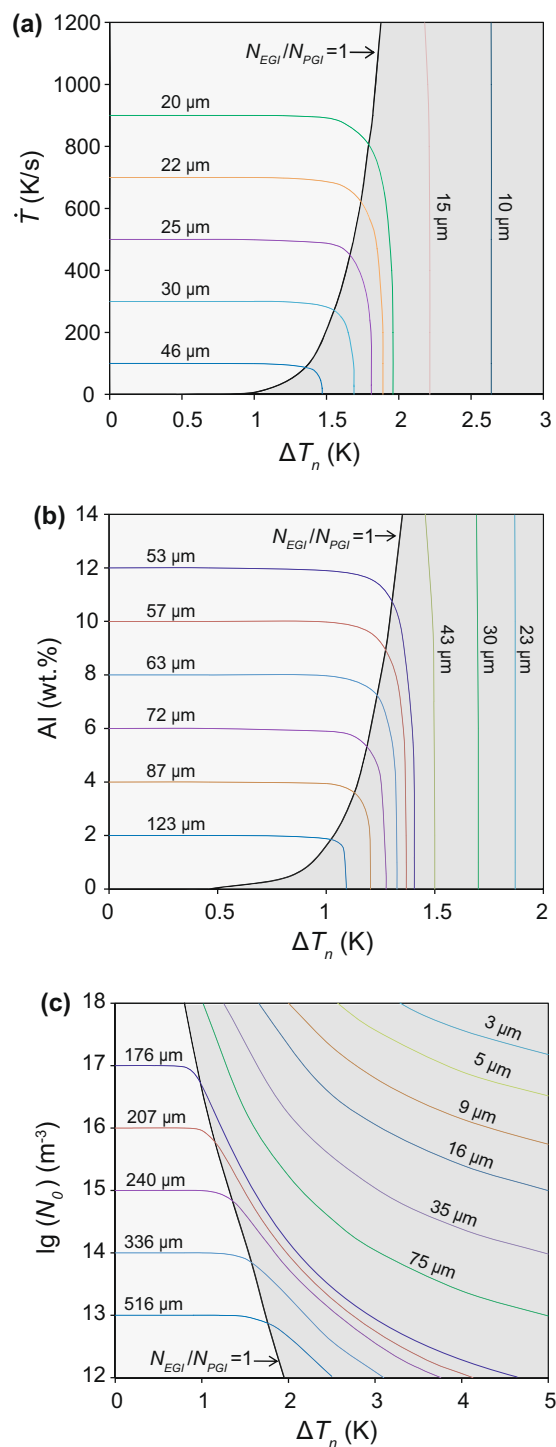 (a)
1200
1000
800
600
400
200
0
Ṫ (K/s)
N_EGI/N_PGI=1
20 µm
22 µm
25 µm
30 µm
46 µm
15 µm
10 µm
0 0.5 1 1.5 2 2.5 3
ΔT_n (K)
(b)
14
12
10
8
6
4
2
0
Al (wt.%)
N_EGI/N_PGI=1
53 µm
57 µm
63 µm
72 µm
87 µm
123 µm
43 µm
30 µm
23 µm
0 0.5 1 1.5 2
ΔT_n (K)
(c)
18
17
16
15
14
13
12
lg (N_0) (m⁻³)
176 µm
207 µm
240 µm
336 µm
516 µm
3 µm
5 µm
9 µm
16 µm
35 µm
75 µm
N_EGI/N_PGI=1
0 1 2 3 4 5
ΔT_n (K)